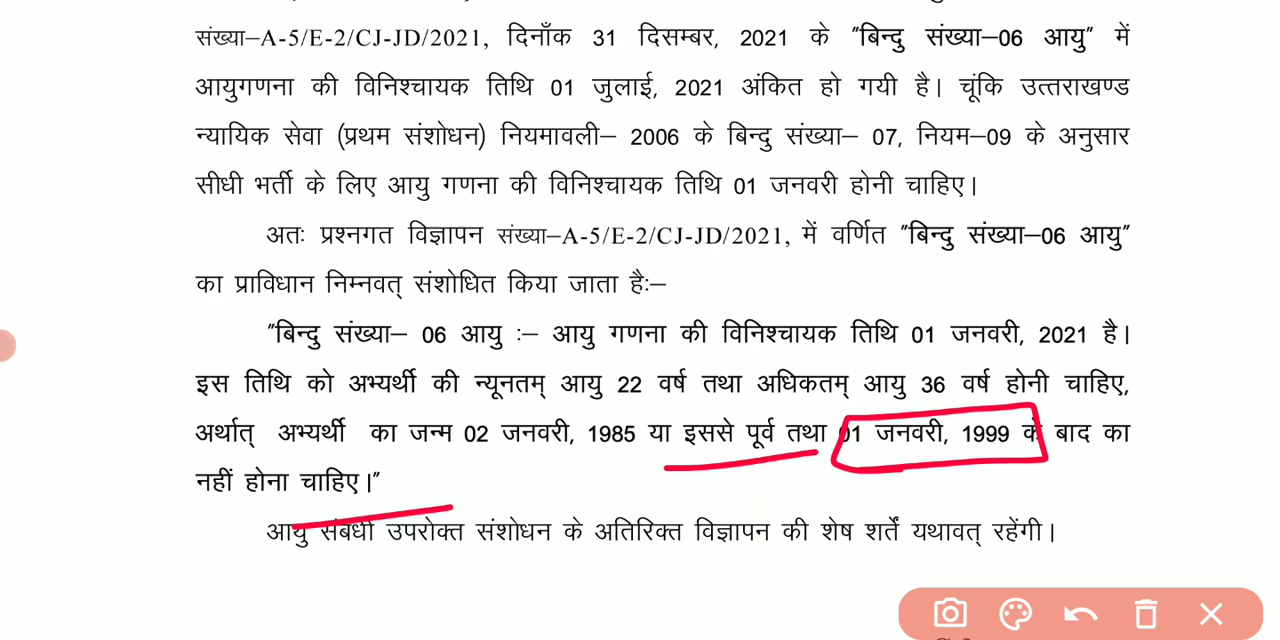 संख्या–A-5/E-2/CJ-JD/2021, दिनाँक 31 दिसम्बर, 2021 के "बिन्दु संख्या–06 आयु" में
आयुगणना की विनिश्चायक तिथि 01 जुलाई, 2021 अंकित हो गयी है। चूंकि उत्तराखण्ड
न्यायिक सेवा (प्रथम संशोधन) नियमावली– 2006 के बिन्दु संख्या– 07, नियम–09 के अनुसार
सीधी भर्ती के लिए आयु गणना की विनिश्चायक तिथि 01 जनवरी होनी चाहिए।
अतः प्रश्नगत विज्ञापन संख्या–A-5/E-2/CJ-JD/2021, में वर्णित "बिन्दु संख्या–06 आयु"
का प्राविधान निम्नवत् संशोधित किया जाता हैः–
"बिन्दु संख्या– 06 आयु :– आयु गणना की विनिश्चायक तिथि 01 जनवरी, 2021 है।
इस तिथि को अभ्यर्थी की न्यूनतम् आयु 22 वर्ष तथा अधिकतम् आयु 36 वर्ष होनी चाहिए,
अर्थात् अभ्यर्थी का जन्म 02 जनवरी, 1985 या इससे पूर्व तथा 01 जनवरी, 1999 के बाद का
नहीं होना चाहिए।"
आयु संबंधी उपरोक्त संशोधन के अतिरिक्त विज्ञापन की शेष शर्तें यथावत् रहेंगी।